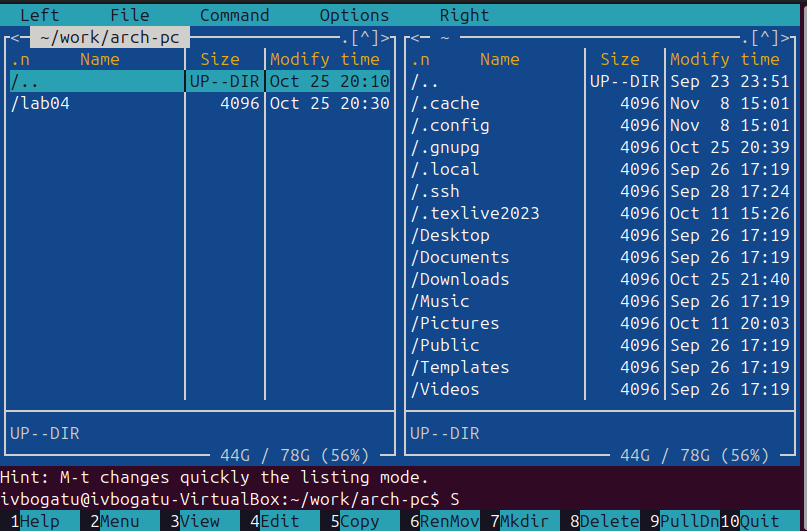 Left File Command Options Right
<- ~/work/arch-pc .[^]>
.n Name Size Modify time
/.. UP--DIR Oct 25 20:10
/lab04 4096 Oct 25 20:30
UP--DIR
44G / 78G (56%)
<- ~ .[^]>
.n Name Size Modify time
/.. UP--DIR Sep 23 23:51
/.cache 4096 Nov 8 15:01
/.config 4096 Nov 8 15:01
/.gnupg 4096 Oct 25 20:39
/.local 4096 Sep 26 17:19
/.ssh 4096 Sep 28 17:24
/.texlive2023 4096 Oct 11 15:26
/Desktop 4096 Sep 26 17:19
/Documents 4096 Sep 26 17:19
/Downloads 4096 Oct 25 21:40
/Music 4096 Sep 26 17:19
/Pictures 4096 Oct 11 20:03
/Public 4096 Sep 26 17:19
/Templates 4096 Sep 26 17:19
/Videos 4096 Sep 26 17:19
UP--DIR
44G / 78G (56%)
Hint: M-t changes quickly the listing mode.
ivbogatu@ivbogatu-VirtualBox:~/work/arch-pc$ S
1Help 2Menu 3View 4Edit 5Copy 6RenMov 7Mkdir 8Delete 9PullDn 10Quit